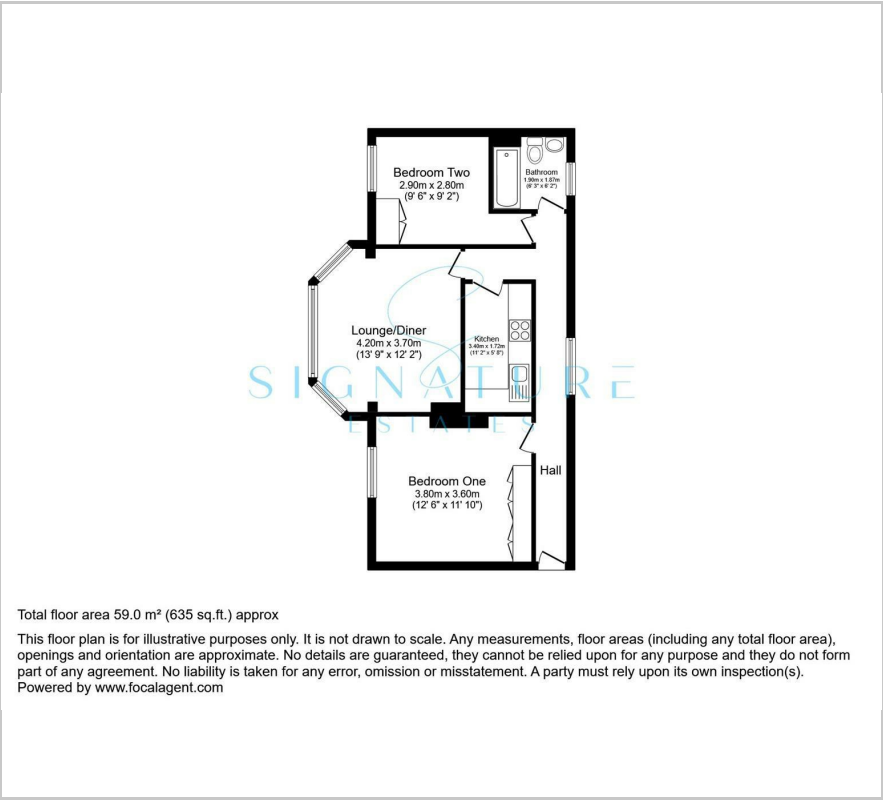 Bedroom Two
2.90m x 2.80m
(9' 6" x 9' 2")
Bathroom
1.90m x 1.87m
(6' 3" x 6' 2")
Lounge/Diner
4.20m x 3.70m
(13' 9" x 12' 2")
Kitchen
3.40m x 1.72m
(11' 2" x 5' 8")
SIGNATURE
ESTATES
Bedroom One
3.80m x 3.60m
(12' 6" x 11' 10")
Hall
Total floor area 59.0 m² (635 sq.ft.) approx
This floor plan is for illustrative purposes only. It is not drawn to scale. Any measurements, floor areas (including any total floor area),
openings and orientation are approximate. No details are guaranteed, they cannot be relied upon for any purpose and they do not form
part of any agreement. No liability is taken for any error, omission or misstatement. A party must rely upon its own inspection(s).
Powered by www.focalagent.com